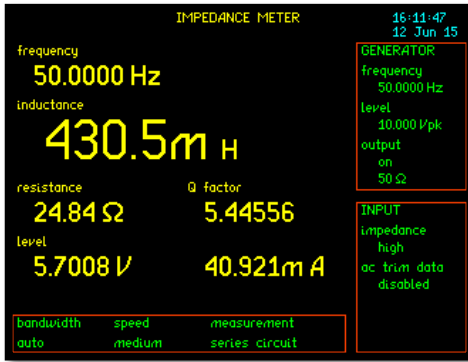 IMPEDANCE METER
16:11:47
12 Jun 15
frequency
50.0000 Hz
inductance
430.5m H
resistance
Q factor
24.84 Ω
5.44556
level
5.7008 V
40.921m A
bandwidth
speed
measurement
auto
medium
series circuit
GENERATOR
frequency
50.0000 Hz
level
10.000 Vpk
output
on
50 Ω
INPUT
impedance
high
ac trim data
disabled